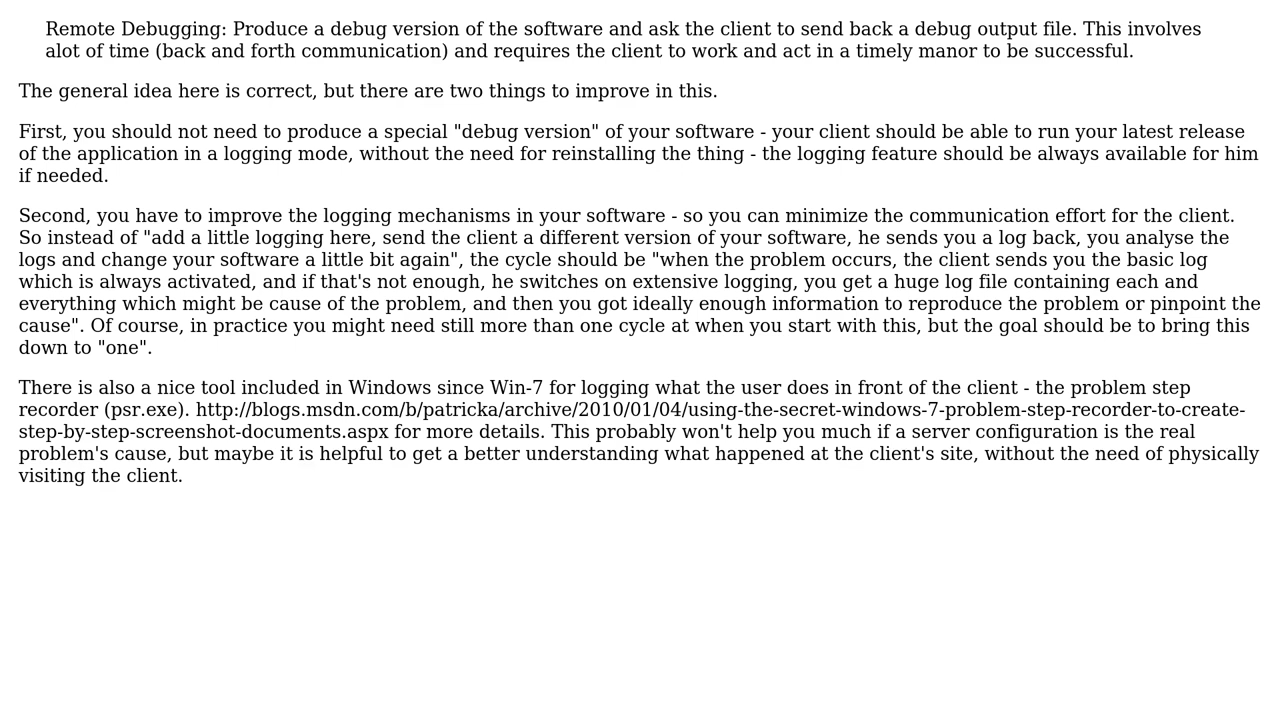 Remote Debugging: Produce a debug version of the software and ask the client to send back a debug output file. This involves
alot of time (back and forth communication) and requires the client to work and act in a timely manor to be successful.
The general idea here is correct, but there are two things to improve in this.
First, you should not need to produce a special "debug version" of your software - your client should be able to run your latest release
of the application in a logging mode, without the need for reinstalling the thing - the logging feature should be always available for him
if needed.
Second, you have to improve the logging mechanisms in your software - so you can minimize the communication effort for the client.
So instead of "add a little logging here, send the client a different version of your software, he sends you a log back, you analyse the
logs and change your software a little bit again", the cycle should be "when the problem occurs, the client sends you the basic log
which is always activated, and if that's not enough, he switches on extensive logging, you get a huge log file containing each and
everything which might be cause of the problem, and then you got ideally enough information to reproduce the problem or pinpoint the
cause". Of course, in practice you might need still more than one cycle at when you start with this, but the goal should be to bring this
down to "one".
There is also a nice tool included in Windows since Win-7 for logging what the user does in front of the client - the problem step
recorder (psr.exe). http://blogs.msdn.com/b/patricka/archive/2010/01/04/using-the-secret-windows-7-problem-step-recorder-to-create-
step-by-step-screenshot-documents.aspx for more details. This probably won't help you much if a server configuration is the real
problem's cause, but maybe it is helpful to get a better understanding what happened at the client's site, without the need of physically
visiting the client.